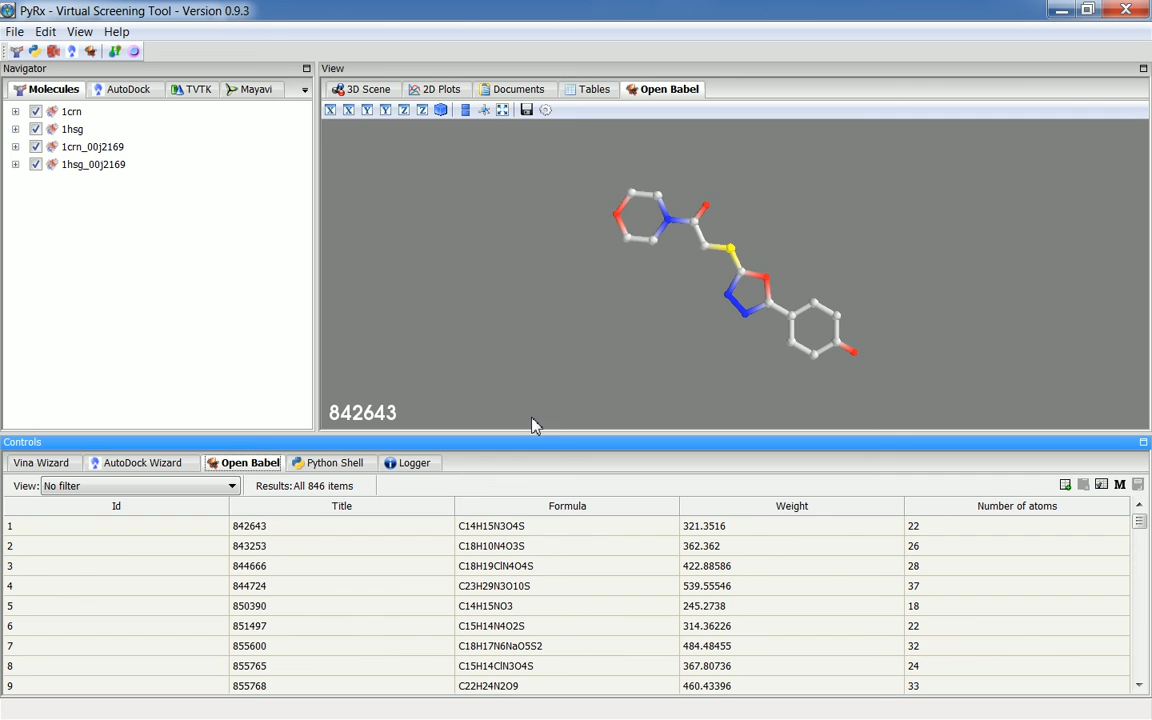 PyRx - Virtual Screening Tool - Version 0.9.3
File Edit View Help
Navigator
View
Molecules AutoDock TVTK Mayavi
3D Scene 2D Plots Documents Tables Open Babel
X X Y Y Z Z
1crn
1hsg
1crn_00j2169
1hsg_00j2169
842643
Controls
Vina Wizard AutoDock Wizard Open Babel Python Shell Logger
View: No filter Results: All 846 items M
Id Title Formula Weight Number of atoms
1 842643 C14H15N3O4S 321.3516 22
2 843253 C18H10N4O3S 362.362 26
3 844666 C18H19ClN4O4S 422.88586 28
4 844724 C23H29N3O10S 539.55546 37
5 850390 C14H15NO3 245.2738 18
6 851497 C15H14N4O2S 314.36226 22
7 855600 C18H17N6NaO5S2 484.48455 32
8 855765 C15H14ClN3O4S 367.80736 24
9 855768 C22H24N2O9 460.43396 33